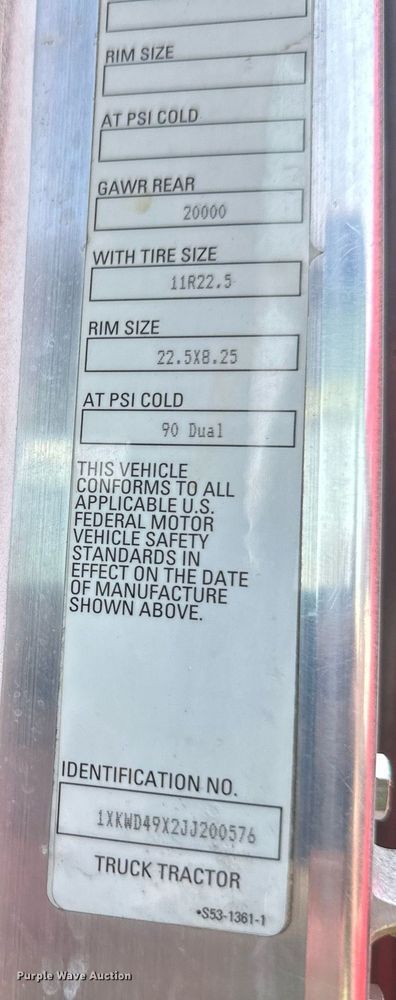 RIM SIZE
AT PSI COLD
GAWR REAR
20000
WITH TIRE SIZE
11R22.5
RIM SIZE
22.5X8.25
AT PSI COLD
90 Dual
THIS VEHICLE
CONFORMS TO ALL
APPLICABLE U.S.
FEDERAL MOTOR
VEHICLE SAFETY
STANDARDS IN
EFFECT ON THE DATE
OF MANUFACTURE
SHOWN ABOVE.
IDENTIFICATION NO.
1XKWD49X2JJ200576
TRUCK TRACTOR
•S53-1361-1
Purple Wave Auction